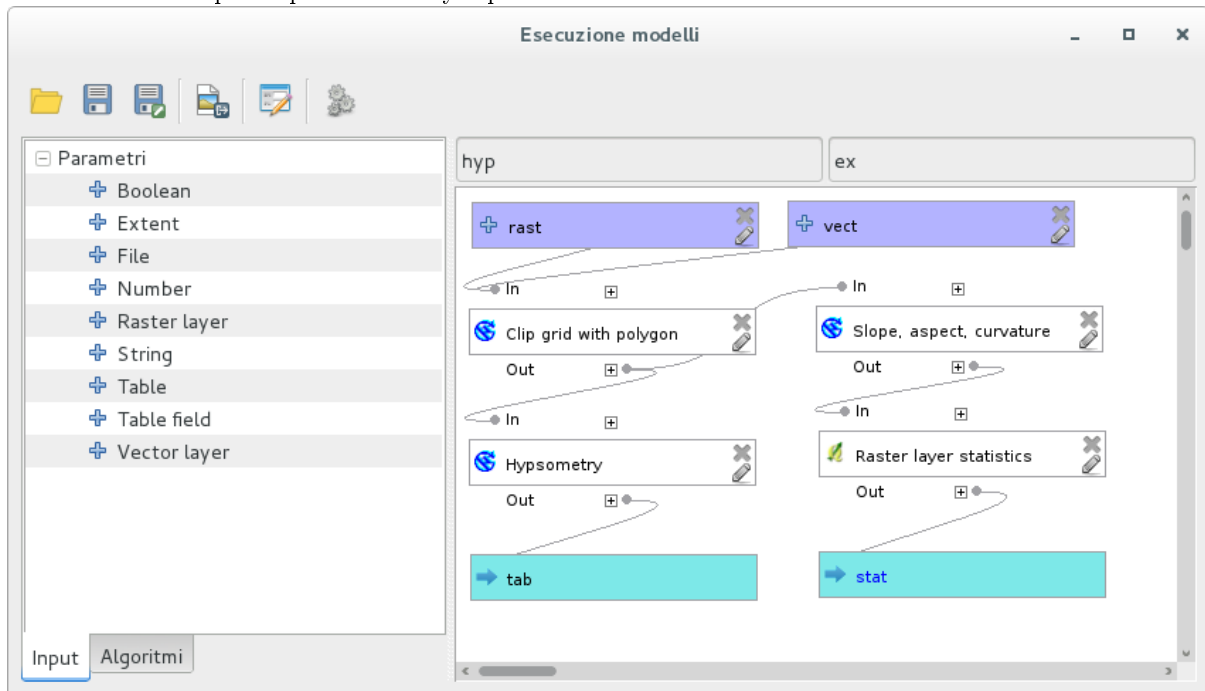 Esecuzione modelli
Parametri
Boolean
Extent
File
Number
Raster layer
String
Table
Table field
Vector layer
Input
Algoritmi
hyp
ex
rast
vect
In
Clip grid with polygon
Out
In
Slope, aspect, curvature
Out
In
Hypsometry
Out
In
Raster layer statistics
Out
tab
stat